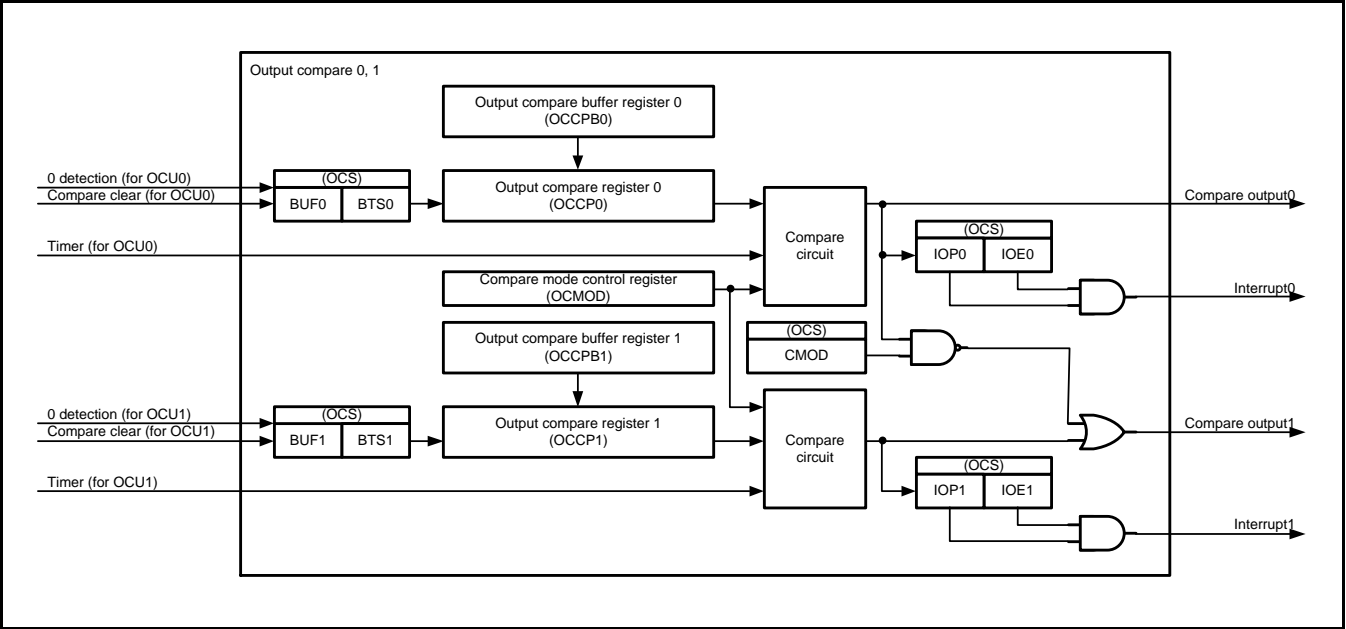 Output compare 0, 1
Output compare buffer register 0
(OCCPB0)
0 detection (for OCU0)
Compare clear (for OCU0)
(OCS)
BUF0 BTS0
Output compare register 0
(OCCP0)
Compare output0
Timer (for OCU0)
Compare
circuit
(OCS)
IOP0 IOE0
Compare mode control register
(OCMOD)
Interrupt0
Output compare buffer register 1
(OCCPB1)
(OCS)
CMOD
0 detection (for OCU1)
Compare clear (for OCU1)
(OCS)
BUF1 BTS1
Output compare register 1
(OCCP1)
Compare
circuit
Compare output1
Timer (for OCU1)
(OCS)
IOP1 IOE1
Interrupt1